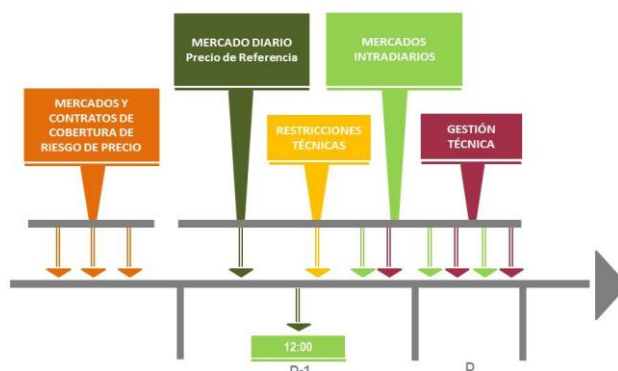 MERCADO DIARIO
Precio de Referencia
MERCADOS
INTRADIARIOS
MERCADOS Y
CONTRATOS DE
COBERTURA DE
RIESGO DE PRECIO
RESTRICCIONES
TÉCNICAS
GESTIÓN
TÉCNICA
12:00
D-1
D